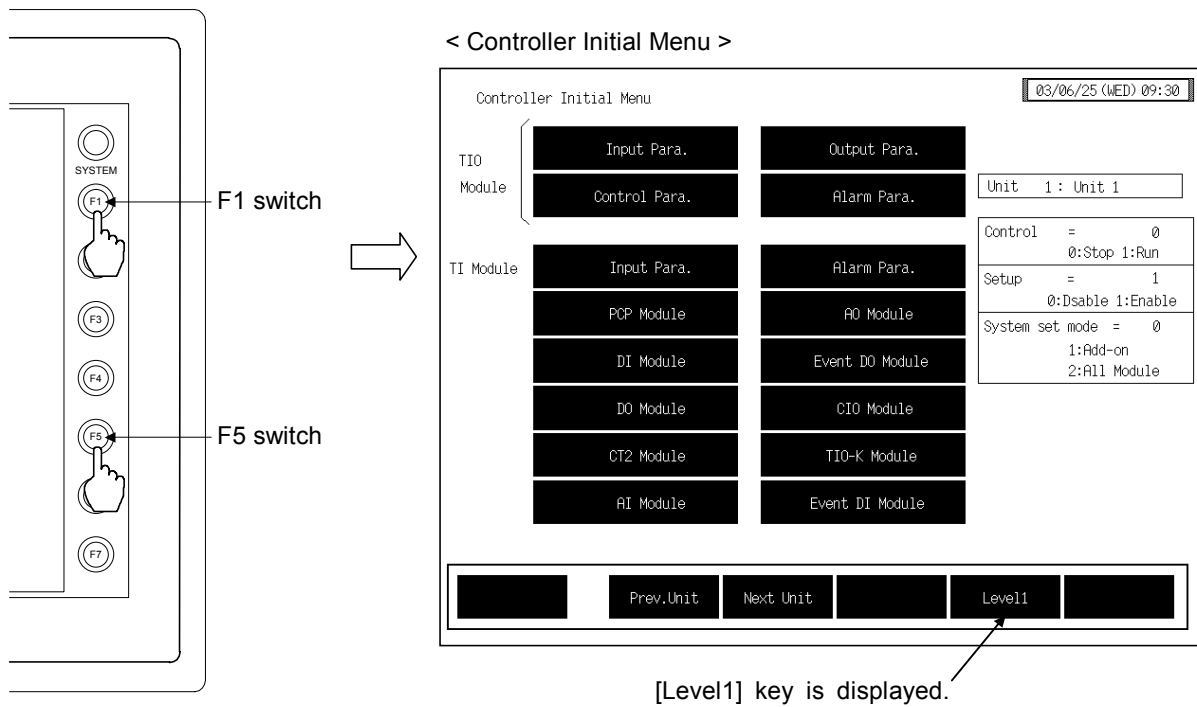 < Controller Initial Menu >
SYSTEM
F1
F3
F4
F5
F7
F1 switch
F5 switch
Controller Initial Menu
03/06/25(WED)09:30
TIO
Module
Input Para.
Output Para.
Control Para.
Alarm Para.
TI Module
Input Para.
Alarm Para.
PCP Module
AO Module
DI Module
Event DO Module
DO Module
CIO Module
CT2 Module
TIO-K Module
AI Module
Event DI Module
Unit 1: Unit 1
Control = 0
0:Stop 1:Run
Setup = 1
0:Dsable 1:Enable
System set mode = 0
1:Add-on
2:All Module
Prev.Unit
Next Unit
Level1
[Level1] key is displayed.